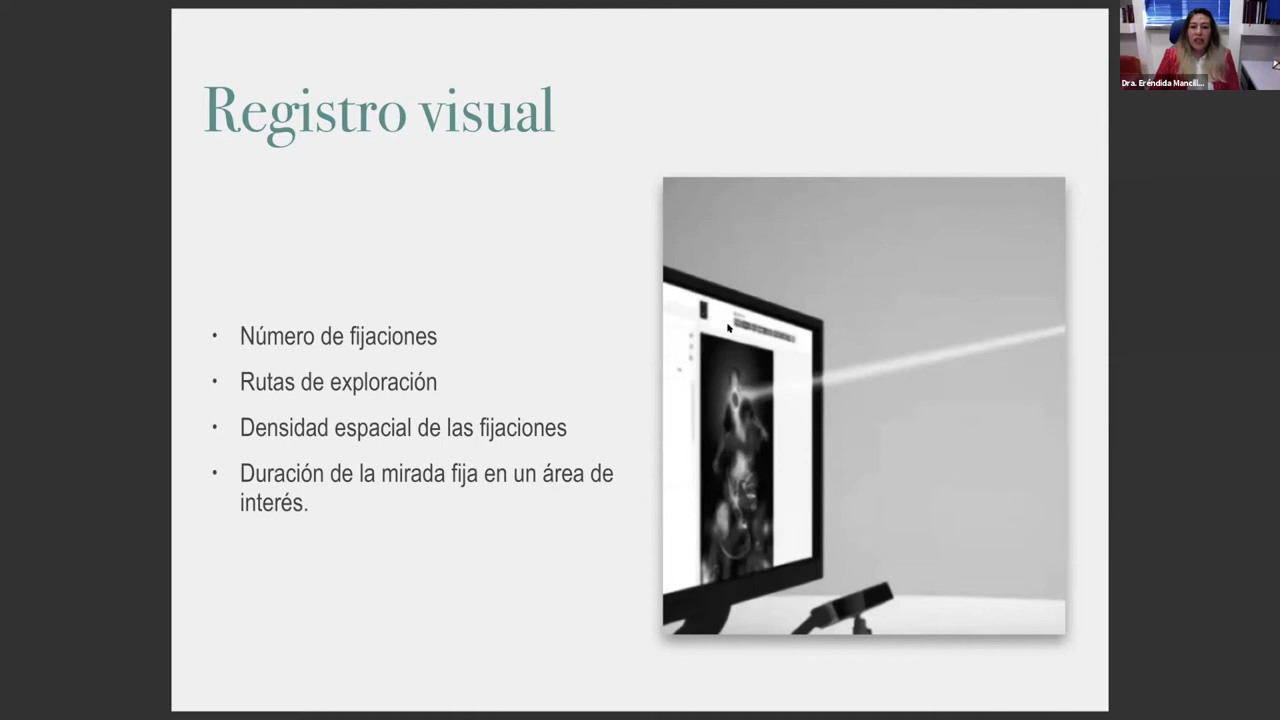 Registro visual
• Número de fijaciones
• Rutas de exploración
• Densidad espacial de las fijaciones
• Duración de la mirada fija en un área de
interés.
Dra. Eréndida Mancill...